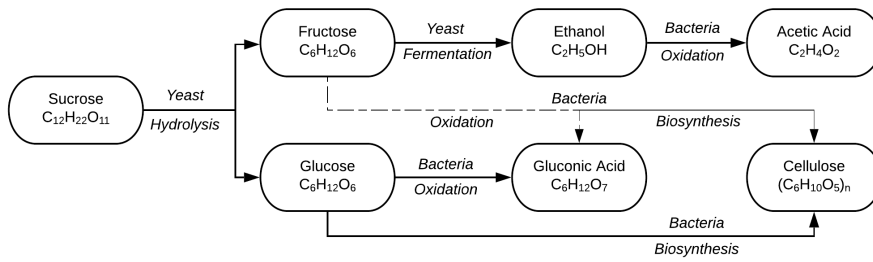 Fructose
C₆H₁₂O₆
Yeast
Fermentation
Ethanol
C₂H₅OH
Bacteria
Oxidation
Acetic Acid
C₂H₄O₂
Sucrose
C₁₂H₂₂O₁₁
Yeast
Hydrolysis
Bacteria
Oxidation
Biosynthesis
Glucose
C₆H₁₂O₆
Bacteria
Oxidation
Gluconic Acid
C₆H₁₂O₇
Cellulose
(C₆H₁₀O₅)ₙ
Bacteria
Biosynthesis